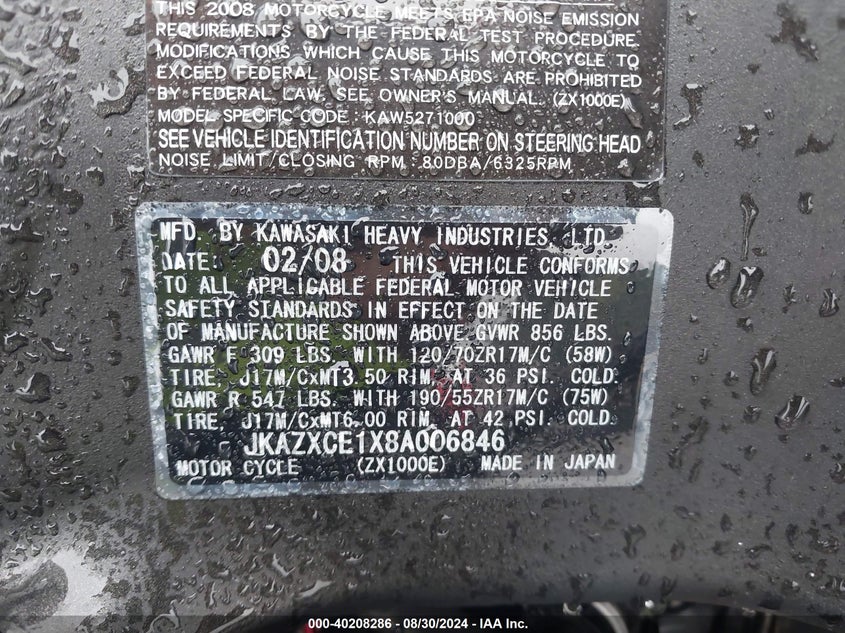 THIS 2008 MOTORCYCLE MEETS EPA NOISE EMISSION
REQUIREMENTS BY THE FEDERAL TEST PROCEDURE.
MODIFICATIONS WHICH CAUSE THIS MOTORCYCLE TO
EXCEED FEDERAL NOISE STANDARDS ARE PROHIBITED
BY FEDERAL LAW. SEE OWNER'S MANUAL. (ZX1000E)
MODEL SPECIFIC CODE : KAW5271000
SEE VEHICLE IDENTIFICATION NUMBER ON STEERING HEAD
NOISE LIMIT/CLOSING RPM : 80DBA/6325RPM
MFD. BY KAWASAKI HEAVY INDUSTRIES, LTD.
DATE: 02/08 THIS VEHICLE CONFORMS
TO ALL APPLICABLE FEDERAL MOTOR VEHICLE
SAFETY STANDARDS IN EFFECT ON THE DATE
OF MANUFACTURE SHOWN ABOVE GVWR 856 LBS.
GAWR F 309 LBS. WITH 120/70ZR17M/C (58W)
TIRE, J17M/CxMT3.50 RIM, AT 36 PSI. COLD.
GAWR R 547 LBS. WITH 190/55ZR17M/C (75W)
TIRE, J17M/CxMT6.00 RIM, AT 42 PSI. COLD.
JKAZXCE1X8A006846
MOTOR CYCLE (ZX1000E) MADE IN JAPAN
000-40208286 - 08/30/2024 - IAA Inc.